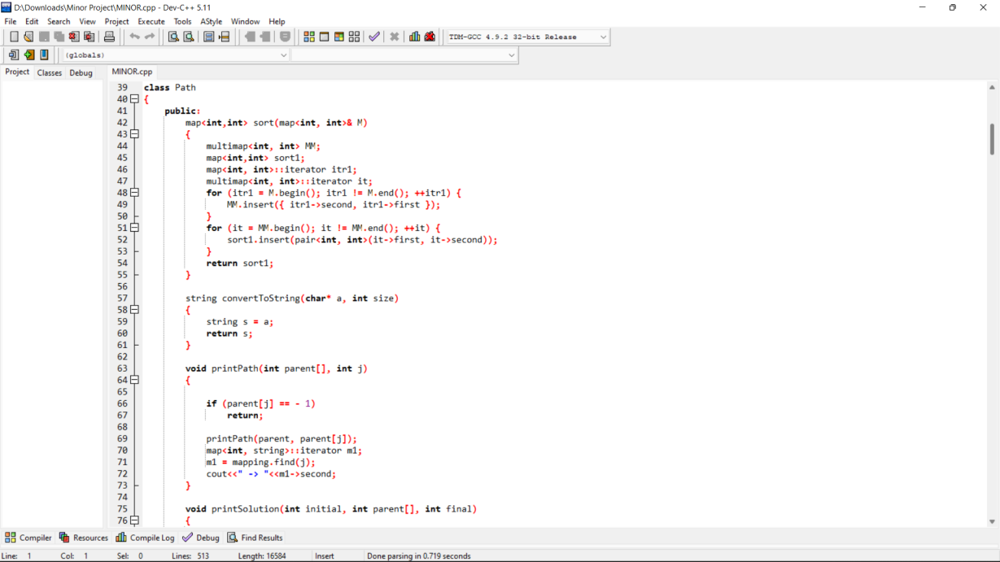 D:\Downloads\Minor Project\MINOR.cpp - Dev-C++ 5.11
File Edit Search View Project Execute Tools AStyle Window Help
TDM-GCC 4.9.2 32-bit Release
(globals)
Project Classes Debug MINOR.cpp
39 class Path
40 {
41 public:
42 map<int,int> sort(map<int, int>& M)
43 {
44 multimap<int, int> MM;
45 map<int,int> sort1;
46 map<int, int>::iterator itr1;
47 multimap<int, int>::iterator it;
48 for (itr1 = M.begin(); itr1 != M.end(); ++itr1) {
49 MM.insert({ itr1->second, itr1->first });
50 }
51 for (it = MM.begin(); it != MM.end(); ++it) {
52 sort1.insert(pair<int, int>(it->first, it->second));
53 }
54 return sort1;
55 }
56
57 string convertToString(char* a, int size)
58 {
59 string s = a;
60 return s;
61 }
62
63 void printPath(int parent[], int j)
64 {
65
66 if (parent[j] == - 1)
67 return;
68
69 printPath(parent, parent[j]);
70 map<int, string>::iterator m1;
71 m1 = mapping.find(j);
72 cout<<" -> "<<m1->second;
73 }
74
75 void printSolution(int initial, int parent[], int final)
76 {
Compiler Resources Compile Log Debug Find Results
Line: 1 Col: 1 Sel: 0 Lines: 513 Length: 16584 Insert Done parsing in 0.719 seconds